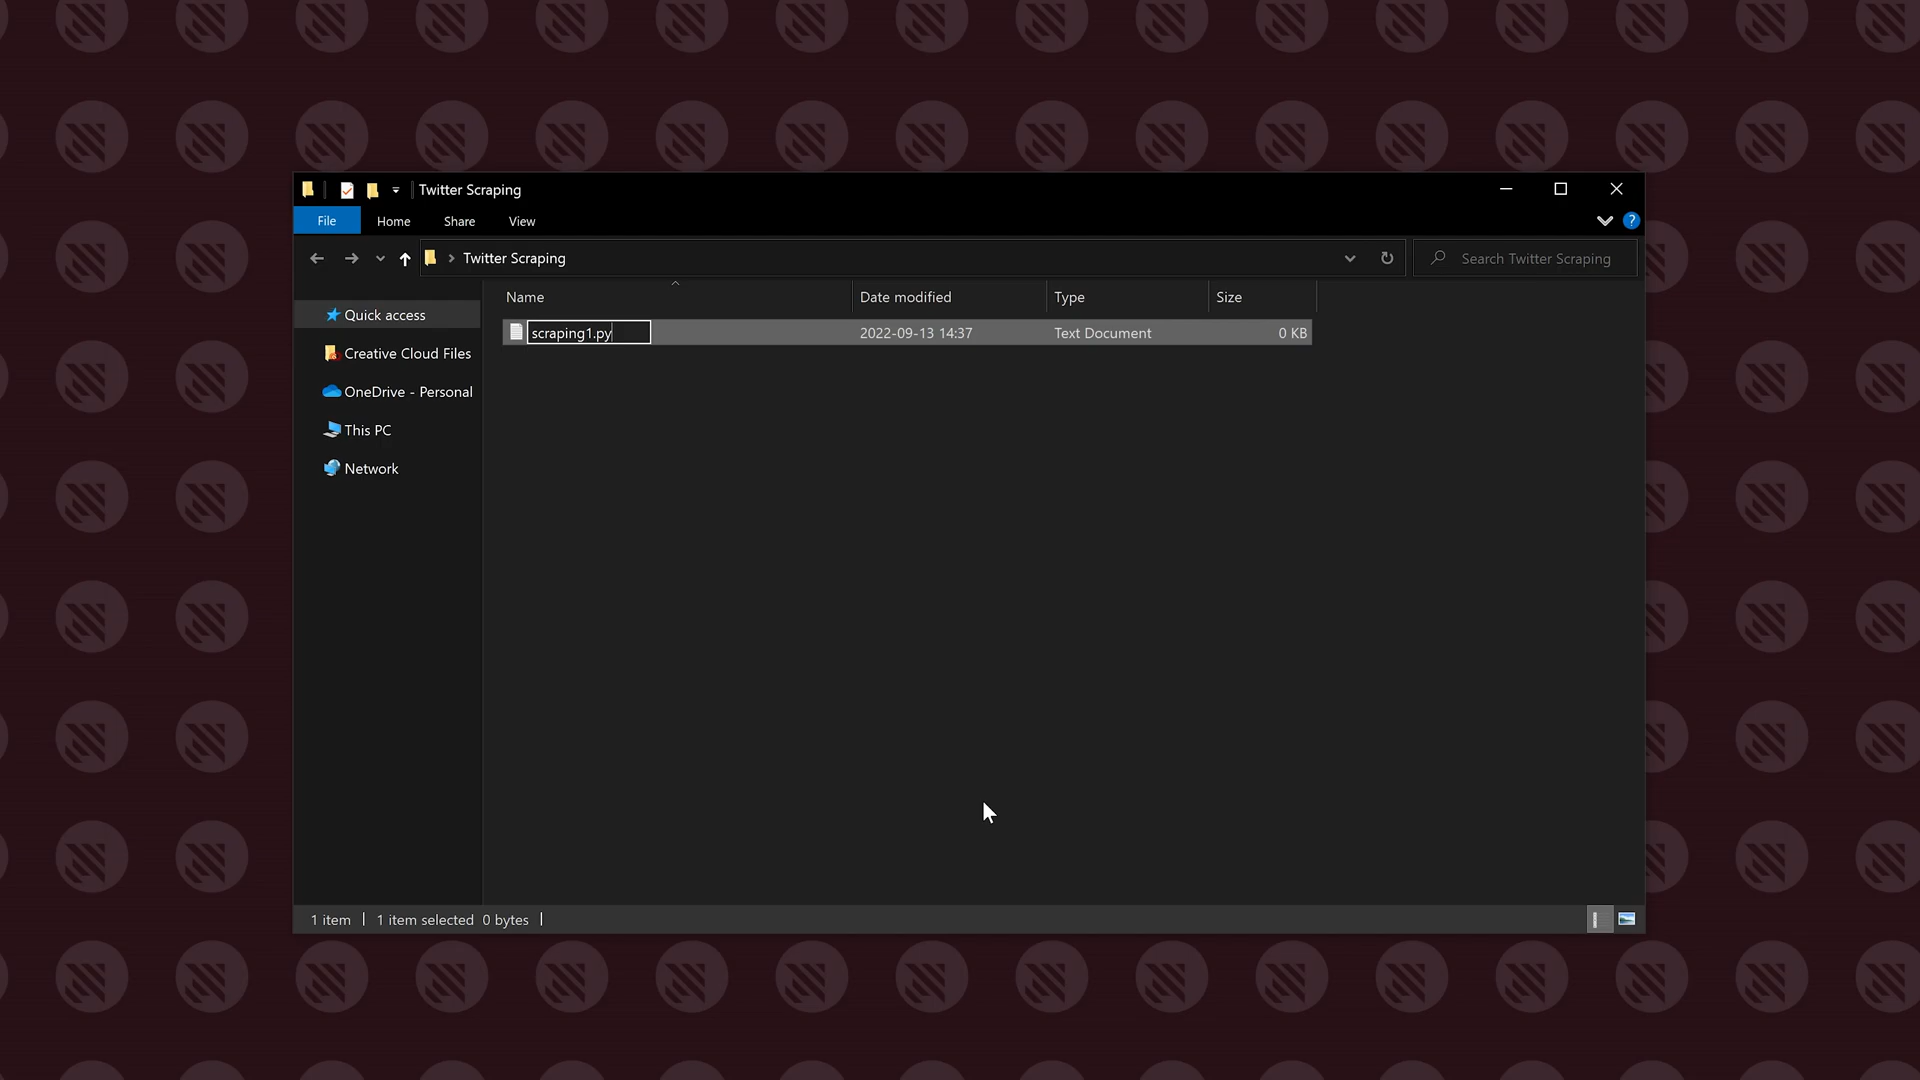 Twitter Scraping
File Home Share View ?
Twitter Scraping Search Twitter Scraping
Name Date modified Type Size
Quick access
scraping1.py 2022-09-13 14:37 Text Document 0 KB
Creative Cloud Files
OneDrive - Personal
This PC
Network
1 item 1 item selected 0 bytes